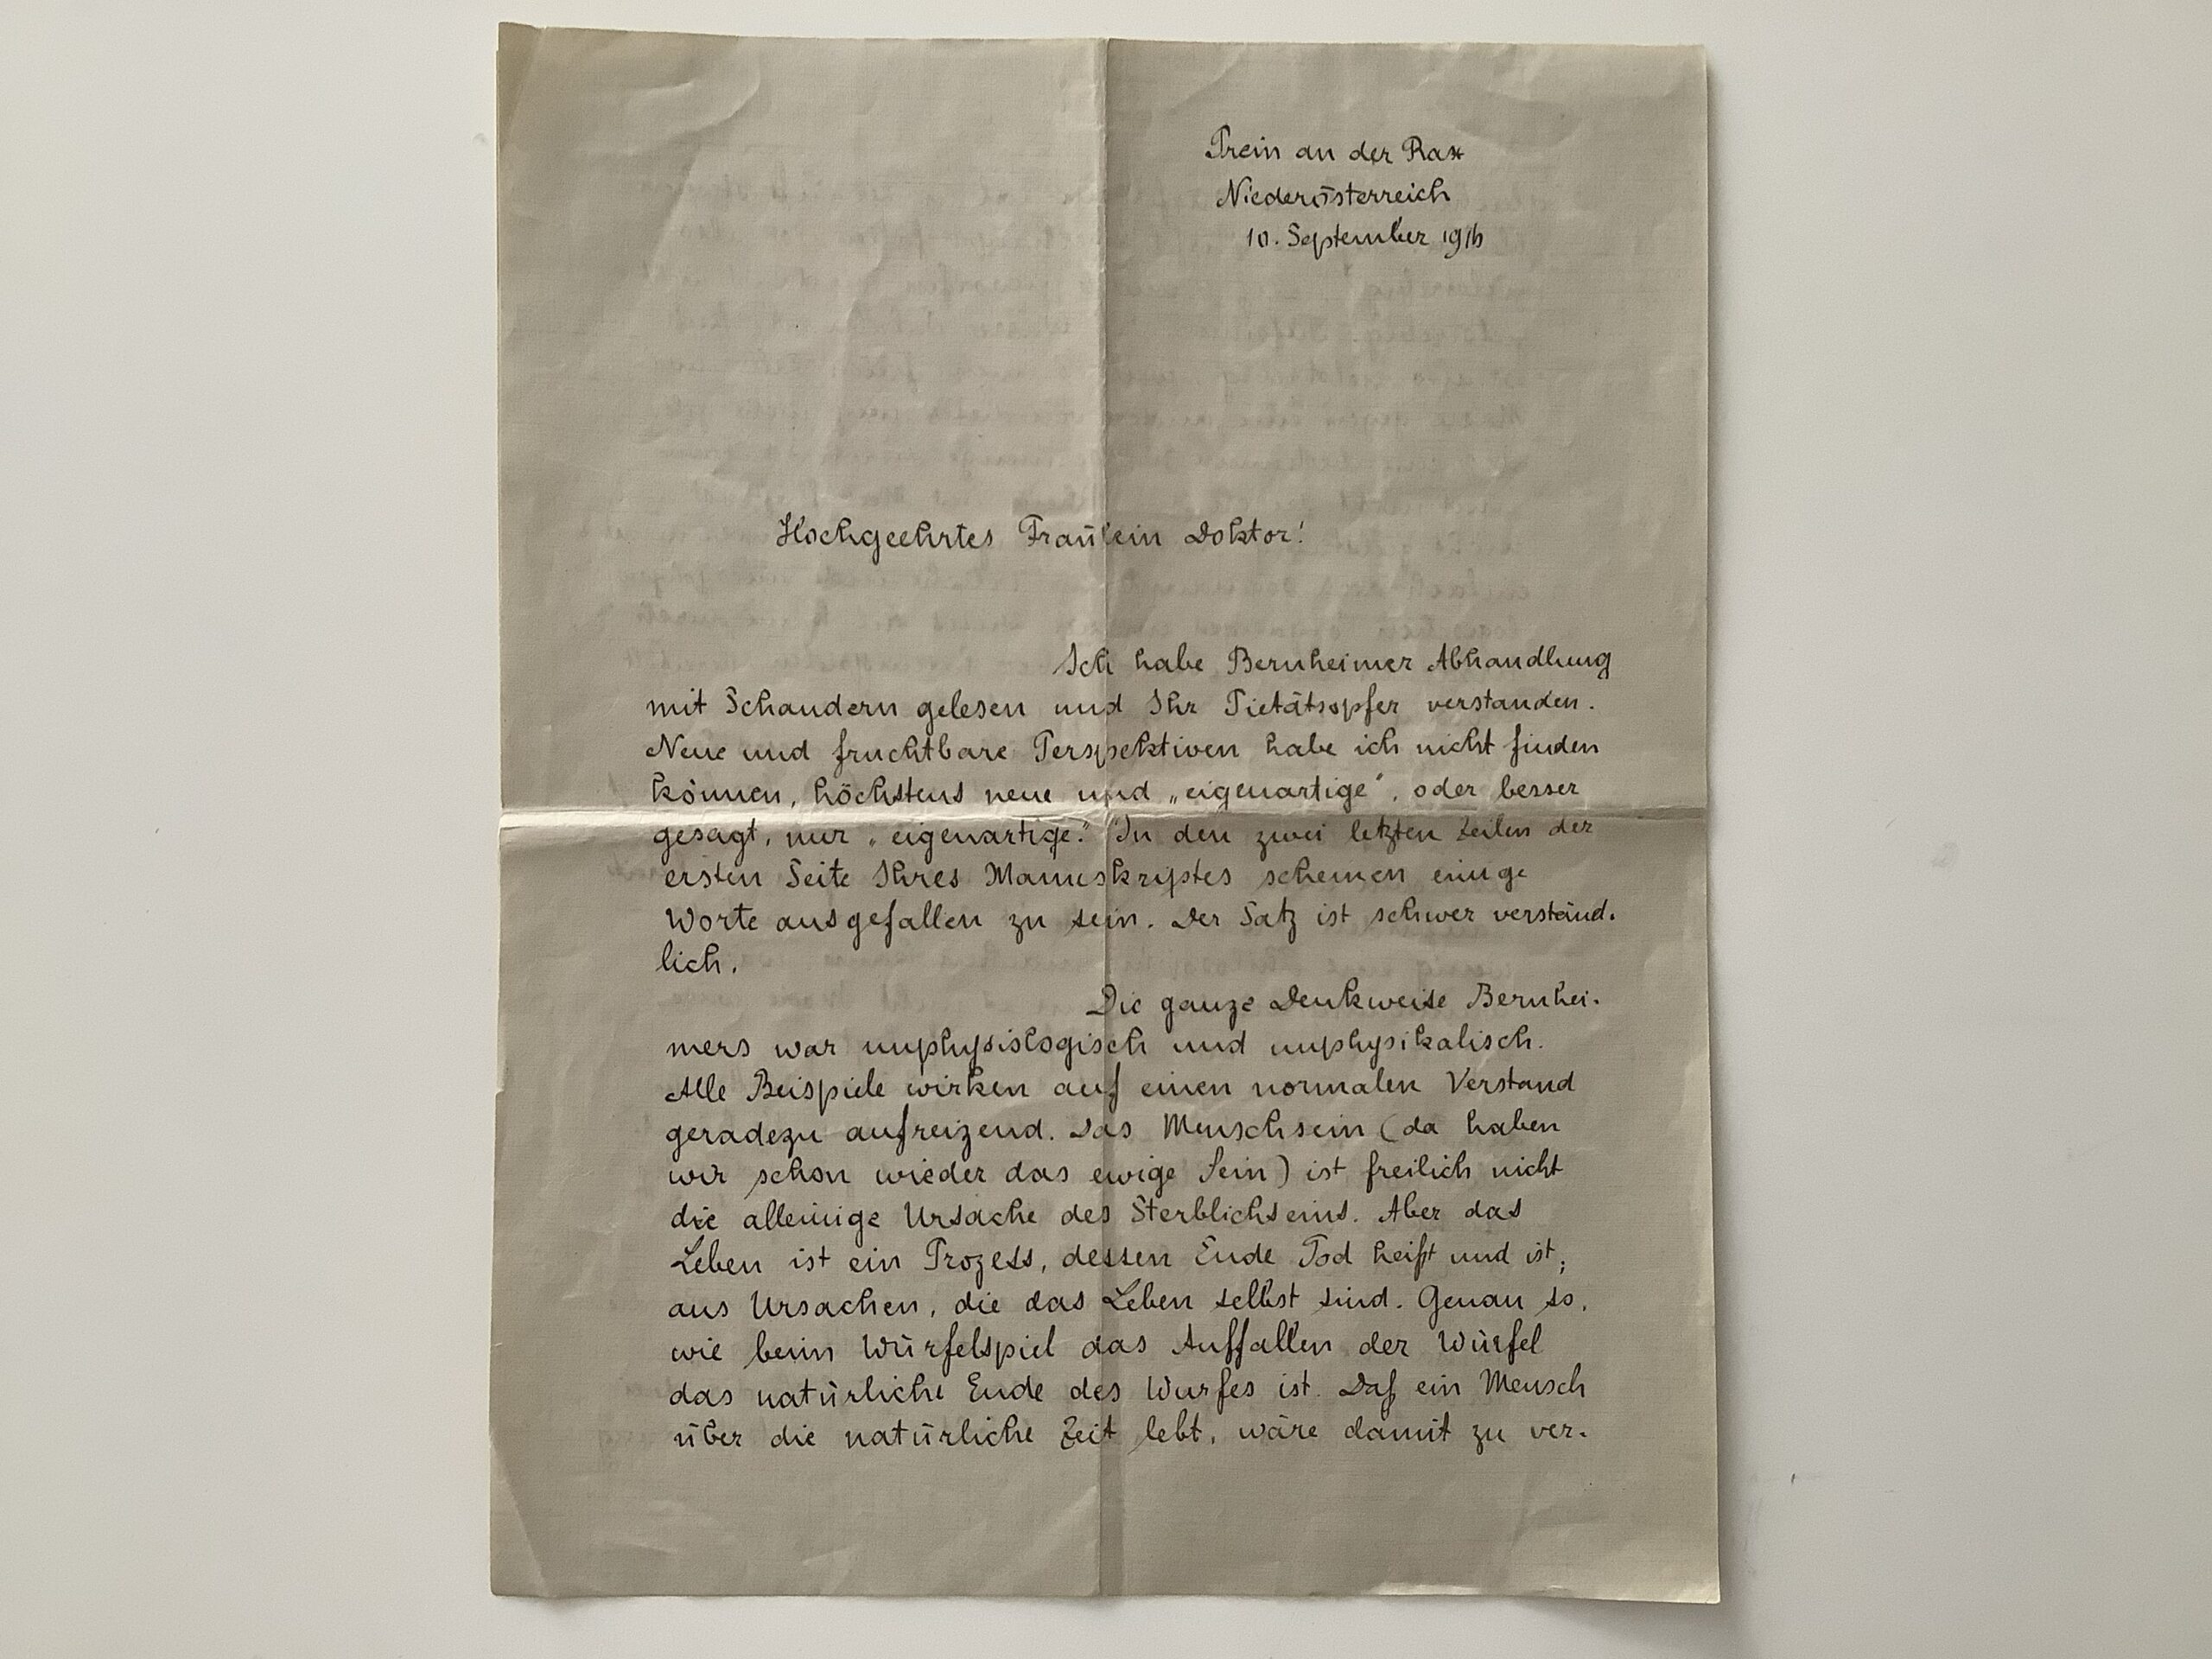 Prein an der Rax
Niederösterreich
10. September 1916
Hochgeehrtes Fräulein Doktor!
Ich habe Bernheimer Abhandlung
mit Schaudern gelesen und Ihr Pietätsopfer verstanden.
Neue und fruchtbare Perspektiven habe ich nicht finden
können, höchstens neue und „eigenartige", oder besser
gesagt, nur „eigenartige." In den zwei letzten Zeilen der
ersten Seite Ihres Manuskriptes scheinen einige
Worte ausgefallen zu sein. Der Satz ist schwer verständ-
lich.
Die ganze Denkweise Bernhei-
mers war unphysiologisch und unphysikalisch.
Alle Beispiele wirken auf einen normalen Verstand
geradezu aufreizend. Das Menschsein (da haben
wir schon wieder das ewige Sein) ist freilich nicht
die alleinige Ursache des Sterblichseins. Aber das
Leben ist ein Prozess, dessen Ende Tod heißt und ist;
aus Ursachen, die das Leben selbst sind. Genau so,
wie beim Würfelspiel das Auffallen der Würfel
das natürliche Ende des Wurfes ist. Daß ein Mensch
über die natürliche Zeit lebt, wäre damit zu ver-